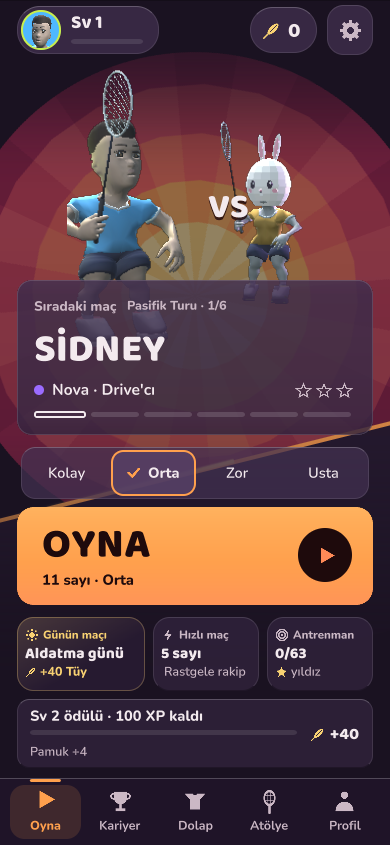 Sv 1
0
VS
Sıradaki maç Pasifik Turu · 1/6
SİDNEY
Nova · Drive'cı
Kolay
Orta
Zor
Usta
OYNA
11 sayı · Orta
Günün maçı
Aldatma günü
+40 Tüy
Hızlı maç
5 sayı
Rastgele rakip
Antrenman
0/63
yıldız
Sv 2 ödülü · 100 XP kaldı
+40
Pamuk +4
Oyna
Kariyer
Dolap
Atölye
Profil